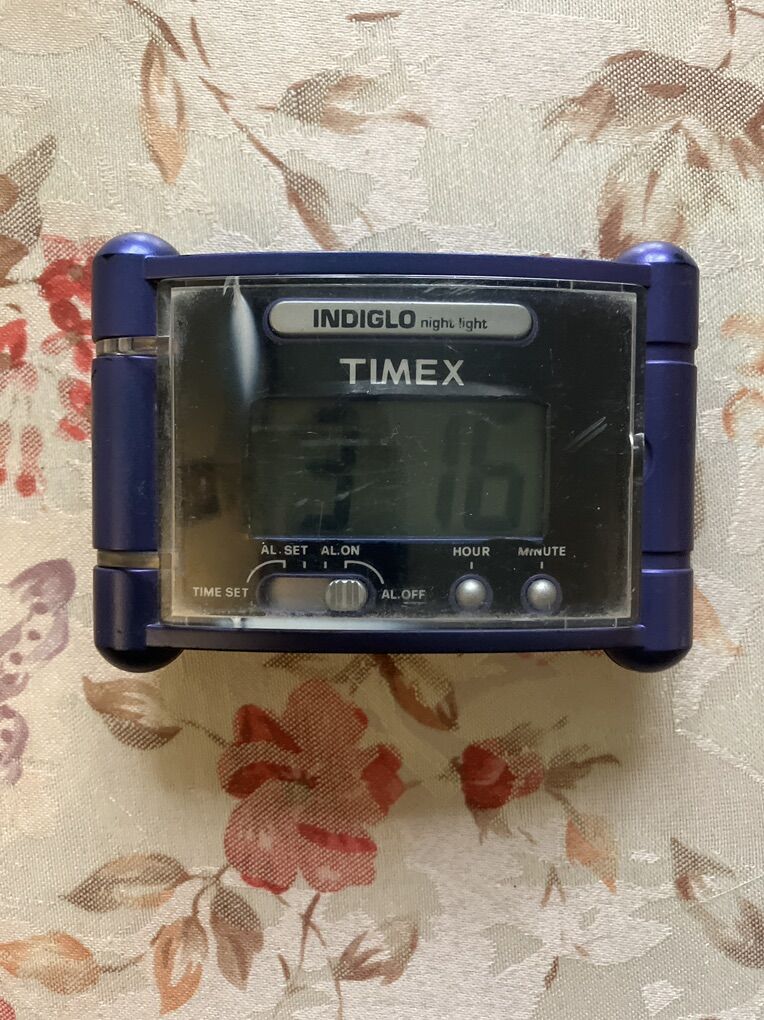 INDIGLO night light
TIMEX
3 16
AL. SET AL.ON HOUR MINUTE
TIME SET AL.OFF